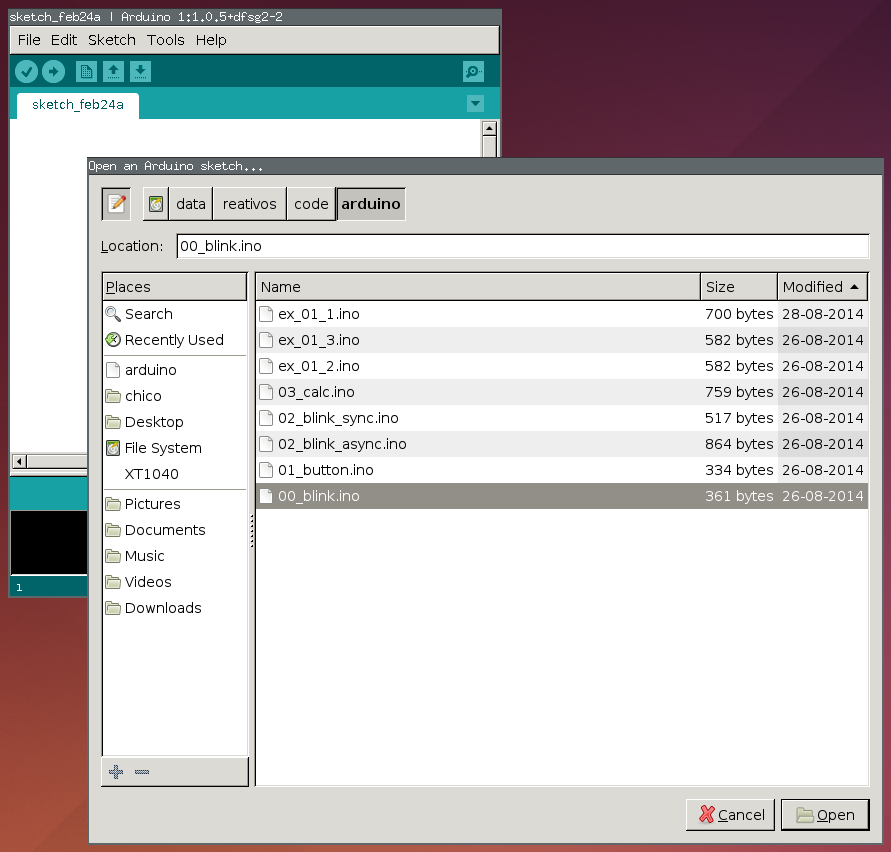 sketch_feb24a | Arduino 1:1.0.5+dfsg2-2
File Edit Sketch Tools Help
sketch_feb24a
Open an Arduino sketch...
data reativos code arduino
Location: 00_blink.ino
Places
Search
Recently Used
arduino
chico
Desktop
File System
XT1040
Pictures
Documents
Music
Videos
Downloads
Name Size Modified
ex_01_1.ino 700 bytes 28-08-2014
ex_01_3.ino 582 bytes 26-08-2014
ex_01_2.ino 582 bytes 26-08-2014
03_calc.ino 759 bytes 26-08-2014
02_blink_sync.ino 517 bytes 26-08-2014
02_blink_async.ino 864 bytes 26-08-2014
01_button.ino 334 bytes 26-08-2014
00_blink.ino 361 bytes 26-08-2014
1
Cancel Open